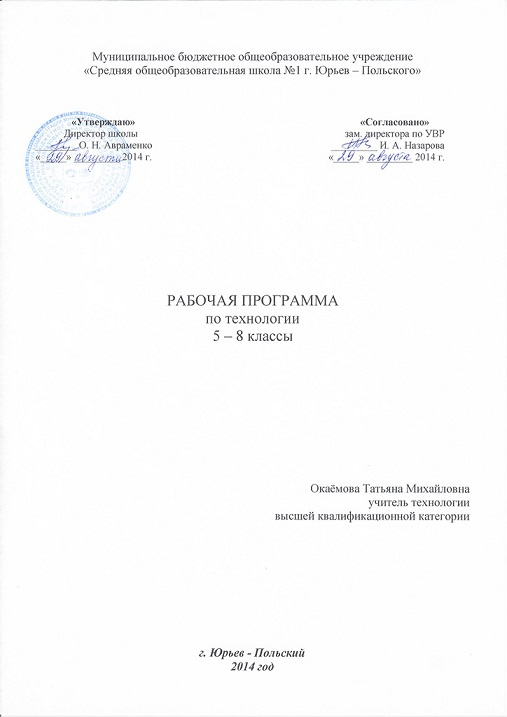 Муниципальное бюджетное общеобразовательное учреждение
«Средняя общеобразовательная школа №1 г. Юрьев – Польского»
«Утверждаю»
Директор школы
О. Н. Авраменко
«29» августа 2014 г.
«Согласовано»
зам. директора по УВР
И. А. Назарова
« 29 » августа 2014 г.
РАБОЧАЯ ПРОГРАММА
по технологии
5 – 8 классы
Окаёмова Татьяна Михайловна
учитель технологии
высшей квалификационной категории
г. Юрьев - Польский
2014 год